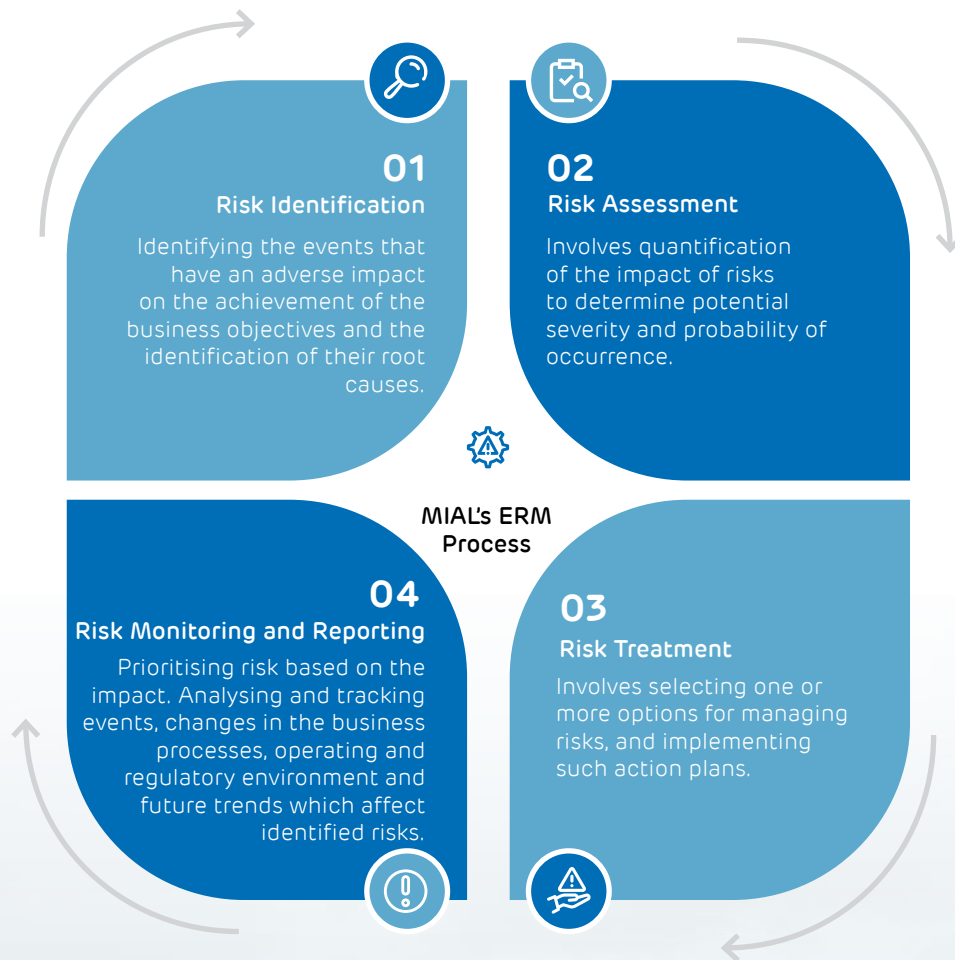 01
Risk Identification
Identifying the events that
have an adverse impact
on the achievement of the
business objectives and the
identification of their root
causes.
02
Risk Assessment
Involves quantification
of the impact of risks
to determine potential
severity and probability of
occurrence.
MIAL's ERM
Process
03
Risk Treatment
Involves selecting one or
more options for managing
risks, and implementing
such action plans.
04
Risk Monitoring and Reporting
Prioritising risk based on the
impact. Analysing and tracking
events, changes in the business
processes, operating and
regulatory environment and
future trends which affect
identified risks.